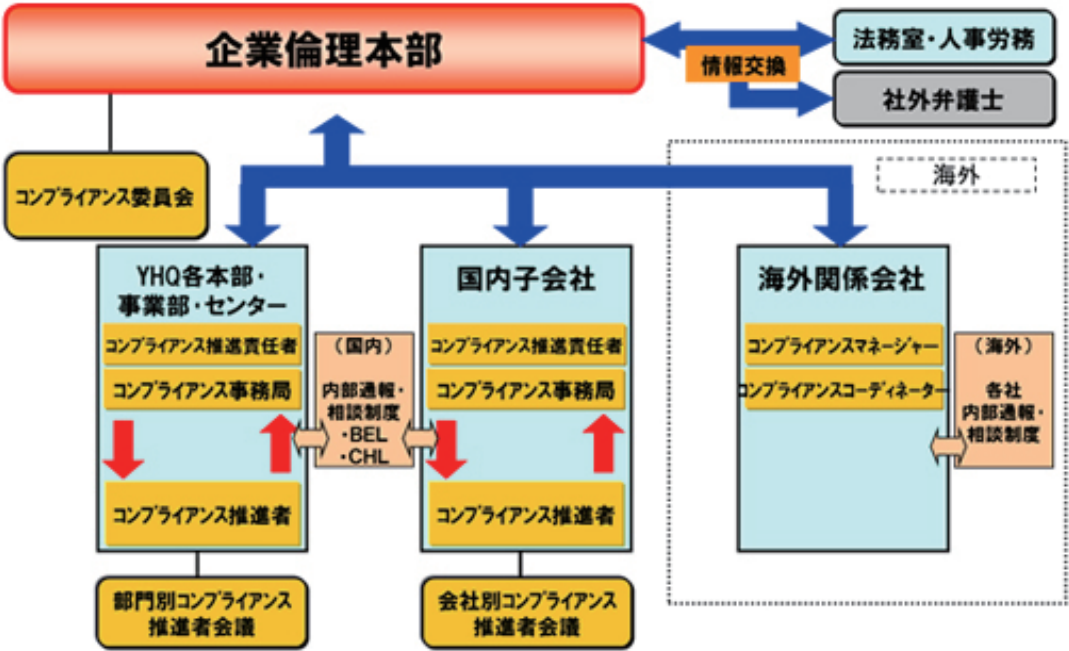 企業倫理本部
法務室・人事労務
情報交換
社外弁護士
コンプライアンス委員会
海外
YHQ各本部・
事業部・センター
コンプライアンス推進責任者
コンプライアンス事務局
コンプライアンス推進者
部門別コンプライアンス
推進者会議
（国内）
内部通報・
相談制度
・BEL
・CHL
国内子会社
コンプライアンス推進責任者
コンプライアンス事務局
コンプライアンス推進者
会社別コンプライアンス
推進者会議
海外関係会社
コンプライアンスマネージャー
コンプライアンスコーディネーター
（海外）
各社
内部通報・
相談制度